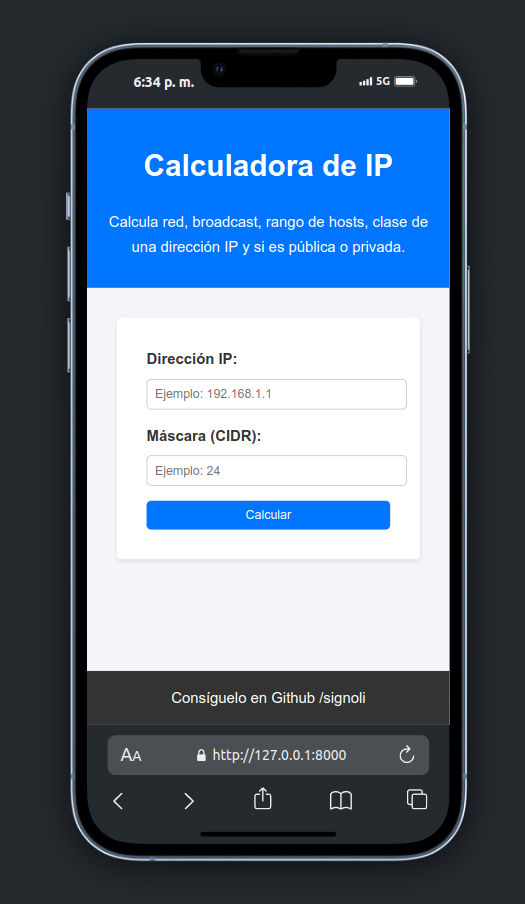 6:34 p. m.
5G
Calculadora de IP
Calcula red, broadcast, rango de hosts, clase de
una dirección IP y si es pública o privada.
Dirección IP:
Ejemplo: 192.168.1.1
Máscara (CIDR):
Ejemplo: 24
Calcular
Consíguelo en Github /signoli
AA http://127.0.0.1:8000